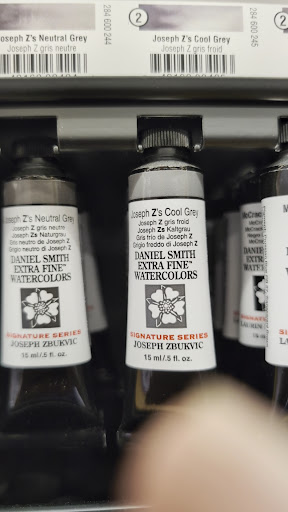 2
Joseph Z's Neutral Grey
Joseph Z gris neutre
284 600 244
2
Joseph Z's Cool Grey
Joseph Z gris froid
284 600 245
2
Joseph Z's Neutral Grey
Joseph Z gris neutre
Joseph Zs Naturgrau
Gris neutro de Joseph Z
Grigio neutro di Joseph Z
DANIEL SMITH
EXTRA FINE™
WATERCOLORS
SIGNATURE SERIES
JOSEPH ZBUKVIC
15 ml/.5 fl. oz.
Joseph Z's Cool Grey
Joseph Z gris froid
Joseph Zs Kaltgrau
Gris frío de Joseph Z
Grigio freddo di Joseph Z
DANIEL SMITH
EXTRA FINE™
WATERCOLORS
SIGNATURE SERIES
JOSEPH ZBUKVIC
15 ml/.5 fl. oz.